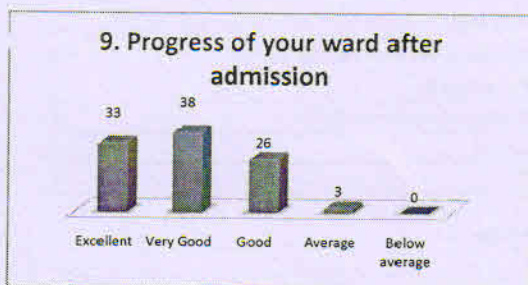 9. Progress of your ward after
admission
33
38
26
3
0
Excellent
Very Good
Good
Average
Below
average